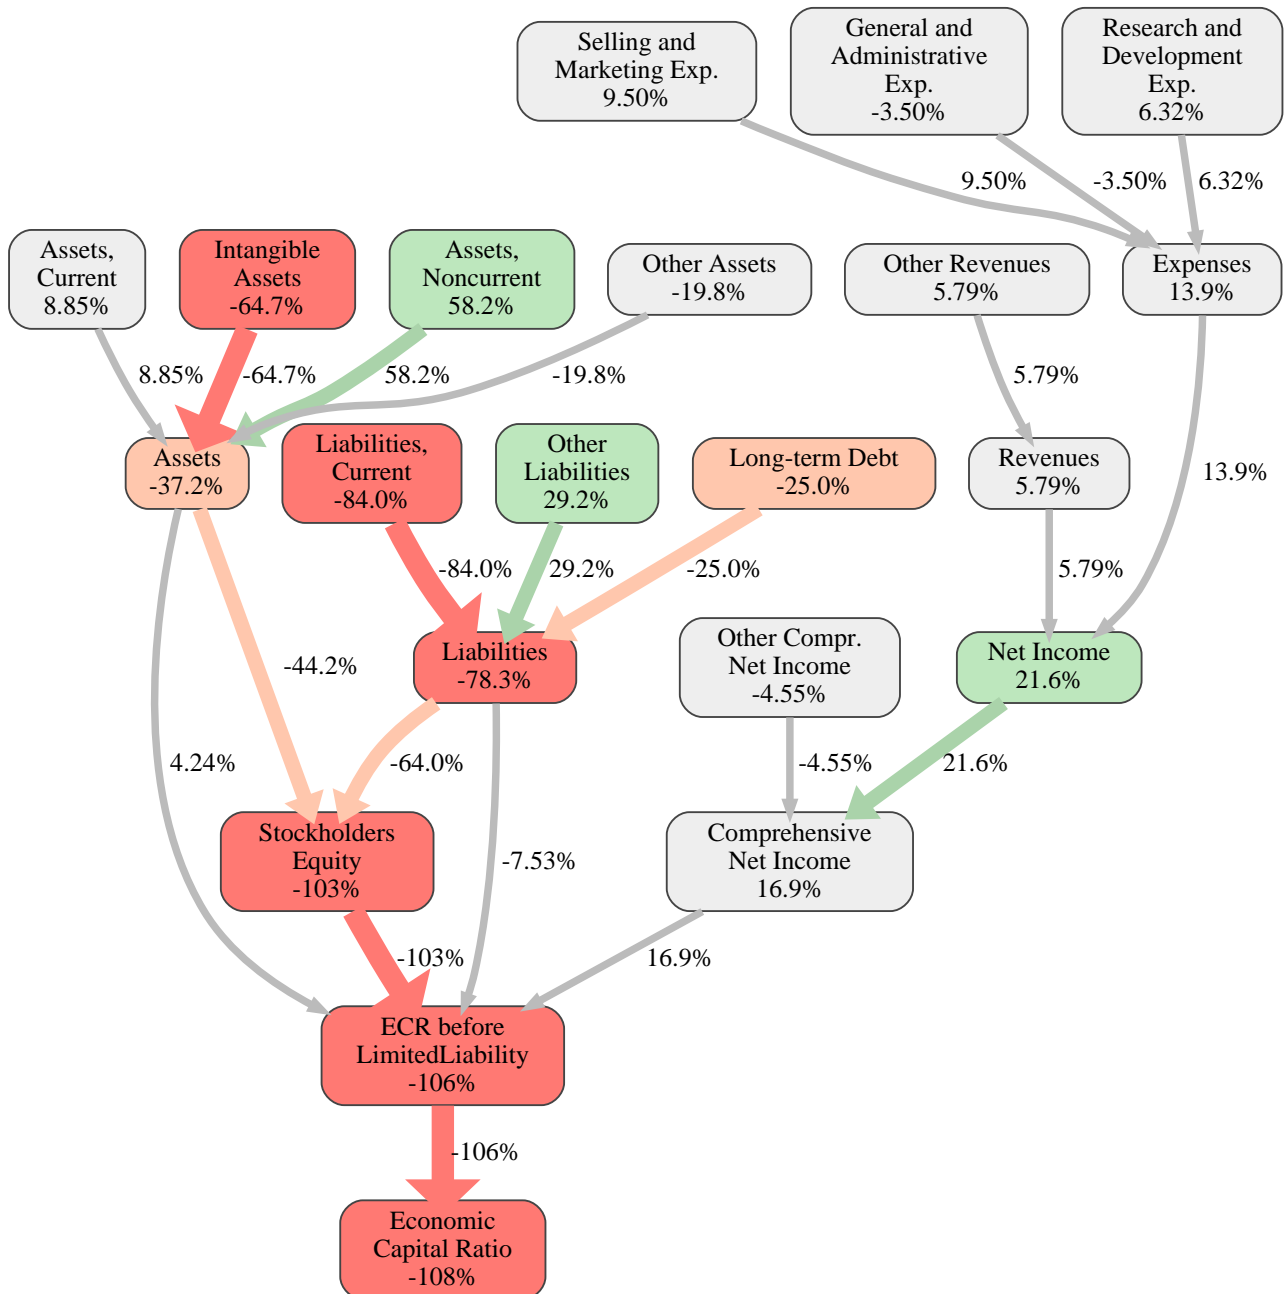 Selling and
Marketing Exp.
9.50%
General and
Administrative
Exp.
-3.50%
Research and
Development
Exp.
6.32%
9.50%
-3.50%
6.32%
Assets,
Current
8.85%
Intangible
Assets
-64.7%
Assets,
Noncurrent
58.2%
Other Assets
-19.8%
Other Revenues
5.79%
Expenses
13.9%
8.85%
-64.7%
58.2%
-19.8%
5.79%
13.9%
Assets
-37.2%
Liabilities,
Current
-84.0%
Other
Liabilities
29.2%
Long-term Debt
-25.0%
Revenues
5.79%
-84.0%
29.2%
-25.0%
5.79%
-44.2%
Liabilities
-78.3%
Other Compr.
Net Income
-4.55%
Net Income
21.6%
4.24%
-64.0%
-4.55%
21.6%
Stockholders
Equity
-103%
-7.53%
Comprehensive
Net Income
16.9%
-103%
16.9%
ECR before
LimitedLiability
-106%
-106%
Economic
Capital Ratio
-108%